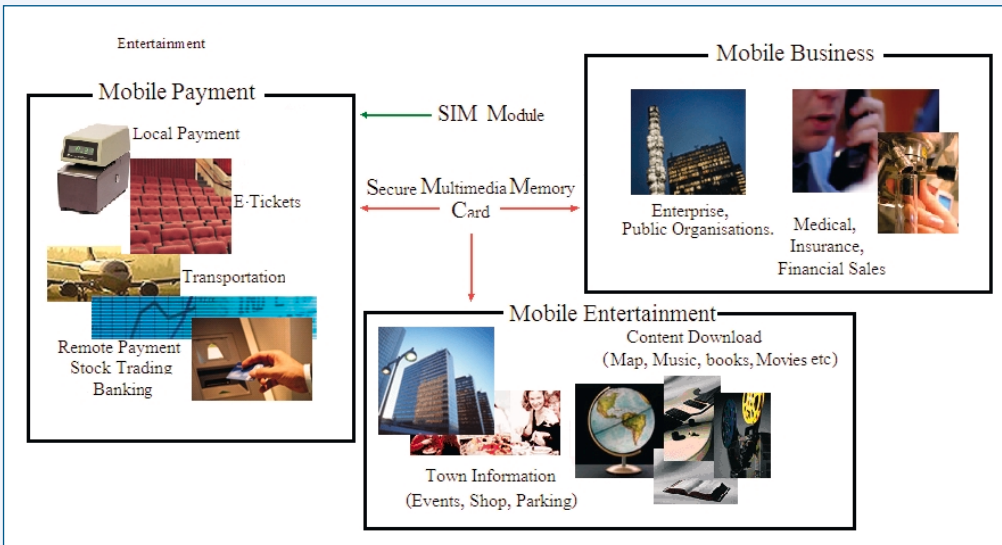 Entertainment
Mobile Payment
Local Payment
E-Tickets
Transportation
Remote Payment
Stock Trading
Banking
SIM Module
Secure Multimedia Memory
Card
Mobile Business
Enterprise,
Public Organisations.
Medical,
Insurance,
Financial Sales
Mobile Entertainment
Content Download
(Map, Music, books, Movies etc)
Town Information
(Events, Shop, Parking)